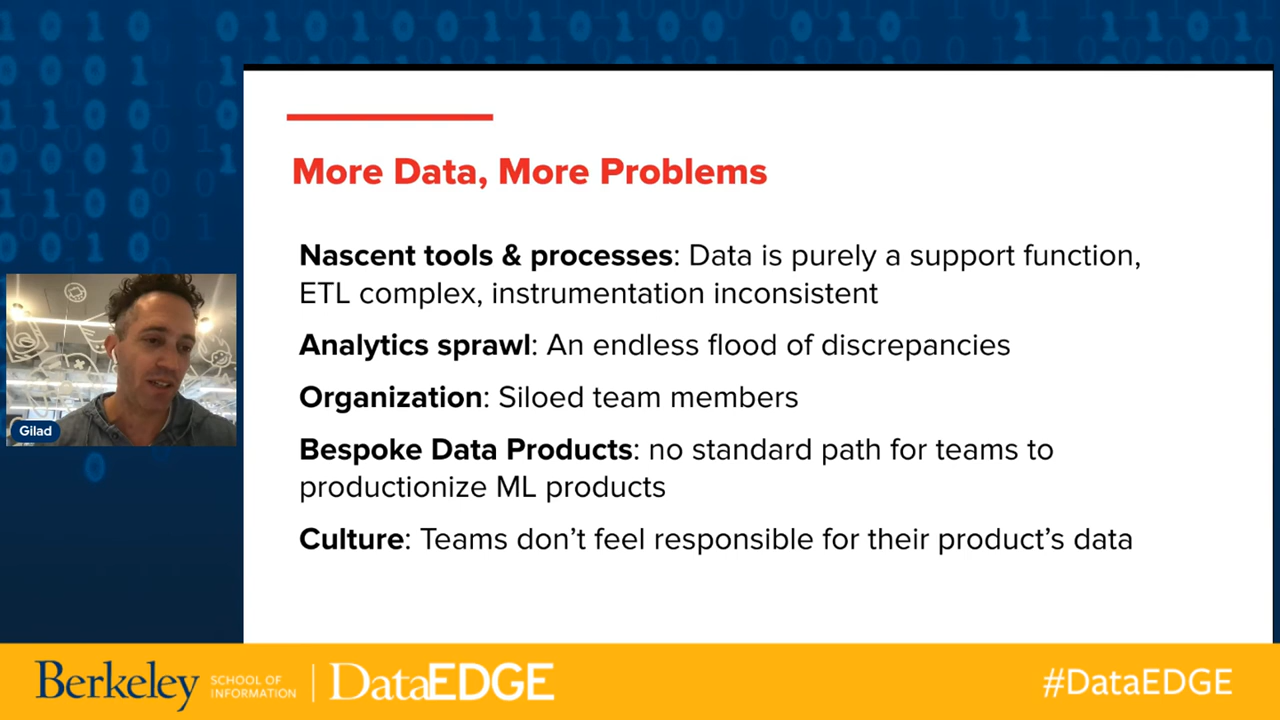 More Data, More Problems
Nascent tools & processes: Data is purely a support function,
ETL complex, instrumentation inconsistent
Analytics sprawl: An endless flood of discrepancies
Organization: Siloed team members
Bespoke Data Products: no standard path for teams to
productionize ML products
Culture: Teams don’t feel responsible for their product’s data
Gilad
Berkeley SCHOOL OF
INFORMATION
DataEDGE
#DataEDGE